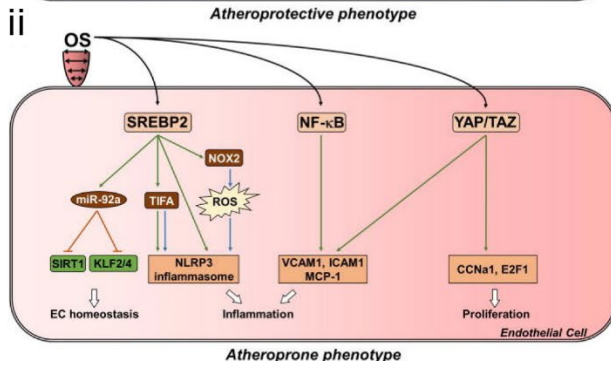 Atheroprotective phenotype
ii
OS
SREBP2
NF-κB
YAP/TAZ
NOX2
miR-92a
TIFA
ROS
SIRT1
KLF2/4
NLRP3
inflammasome
VCAM1, ICAM1
MCP-1
CCNa1, E2F1
EC homeostasis
Inflammation
Proliferation
Endothelial Cell
Atheroprone phenotype